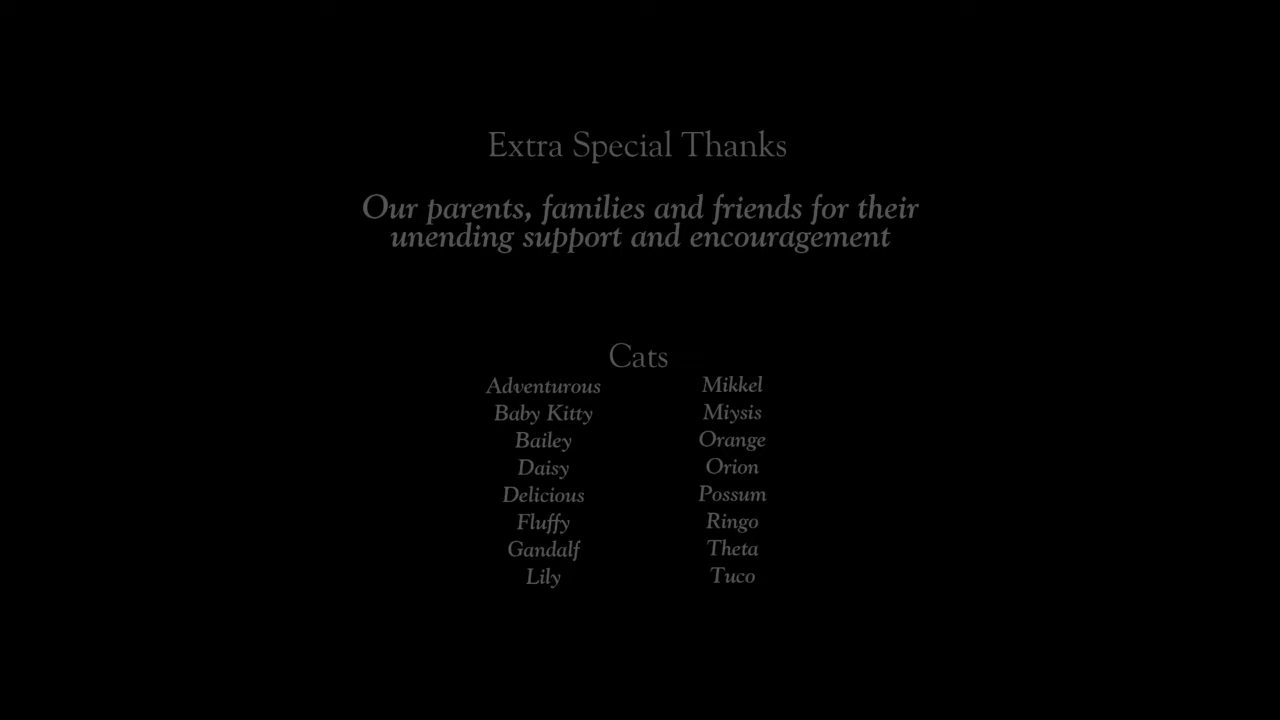 Extra Special Thanks
Our parents, families and friends for their
unending support and encouragement
Cats
Adventurous
Baby Kitty
Bailey
Daisy
Delicious
Fluffy
Gandalf
Lily
Mikkel
Miysis
Orange
Orion
Possum
Ringo
Theta
Tuco